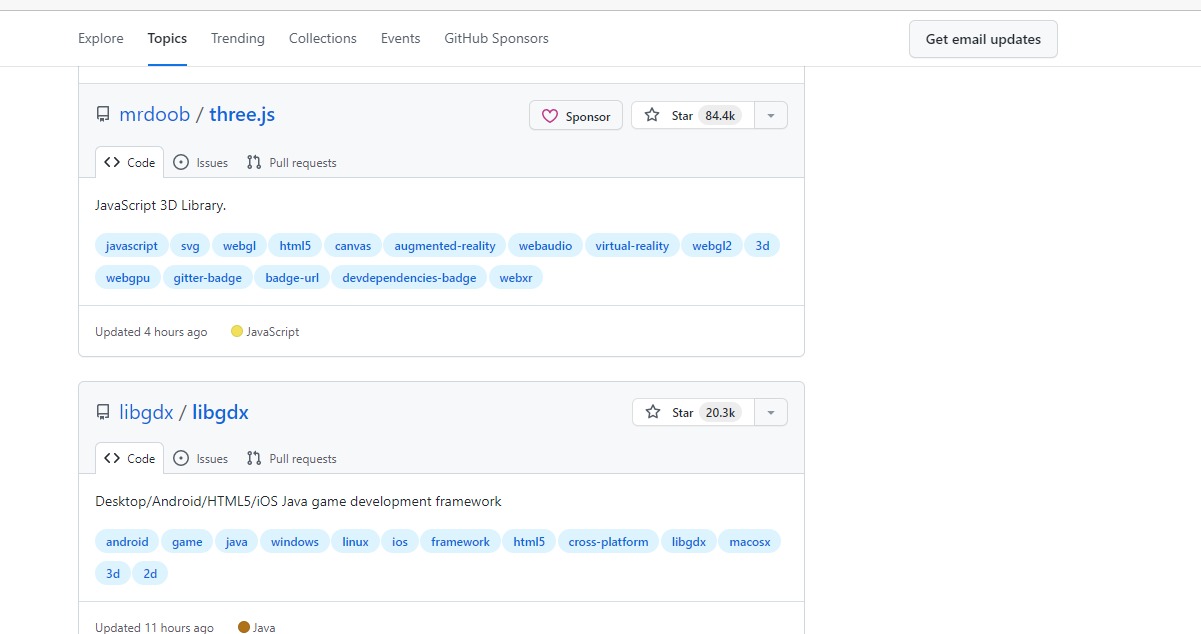 Explore Topics Trending Collections Events GitHub Sponsors Get email updates
mrdoob / three.js Sponsor Star 84.4k
Code Issues Pull requests
JavaScript 3D Library.
javascript svg webgl html5 canvas augmented-reality webaudio virtual-reality webgl2 3d
webgpu gitter-badge badge-url devdependencies-badge webxr
Updated 4 hours ago JavaScript
libgdx / libgdx Star 20.3k
Code Issues Pull requests
Desktop/Android/HTML5/iOS Java game development framework
android game java windows linux ios framework html5 cross-platform libgdx macosx
3d 2d
Updated 11 hours ago Java